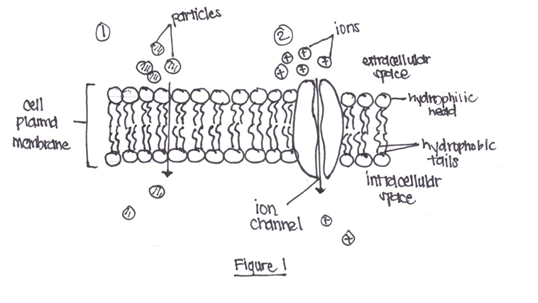 particles
①
②
ions
extracellular
space
cell
plasma
membrane
hydrophilic
head
hydrophobic
tails
intracellular
space
ion
channel
Figure 1